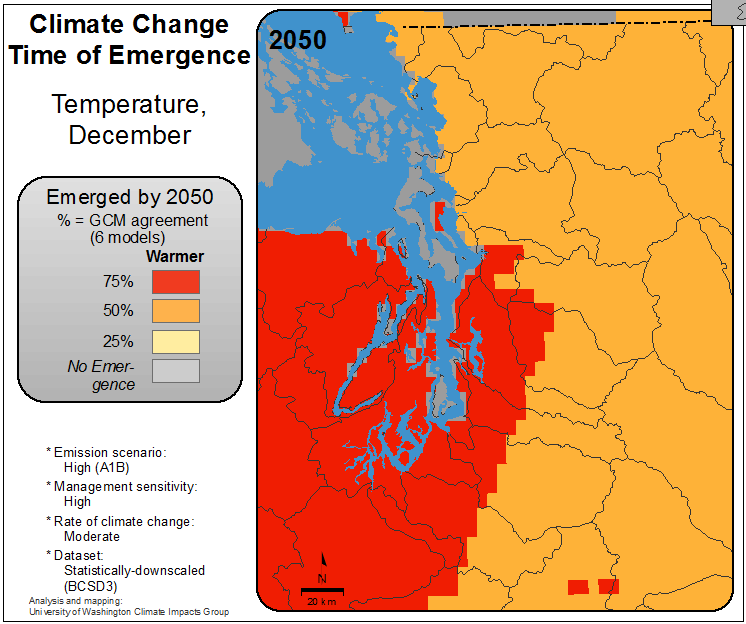 Climate Change
Time of Emergence
Temperature,
December
Emerged by 2050
% = GCM agreement
(6 models)
Warmer
75%
50%
25%
No Emer-
gence
* Emission scenario:
High (A1B)
* Management sensitivity:
High
* Rate of climate change:
Moderate
* Dataset:
Statistically-downscaled
(BCSD3)
Analysis and mapping:
University of Washington Climate Impacts Group
2050
N
20 km